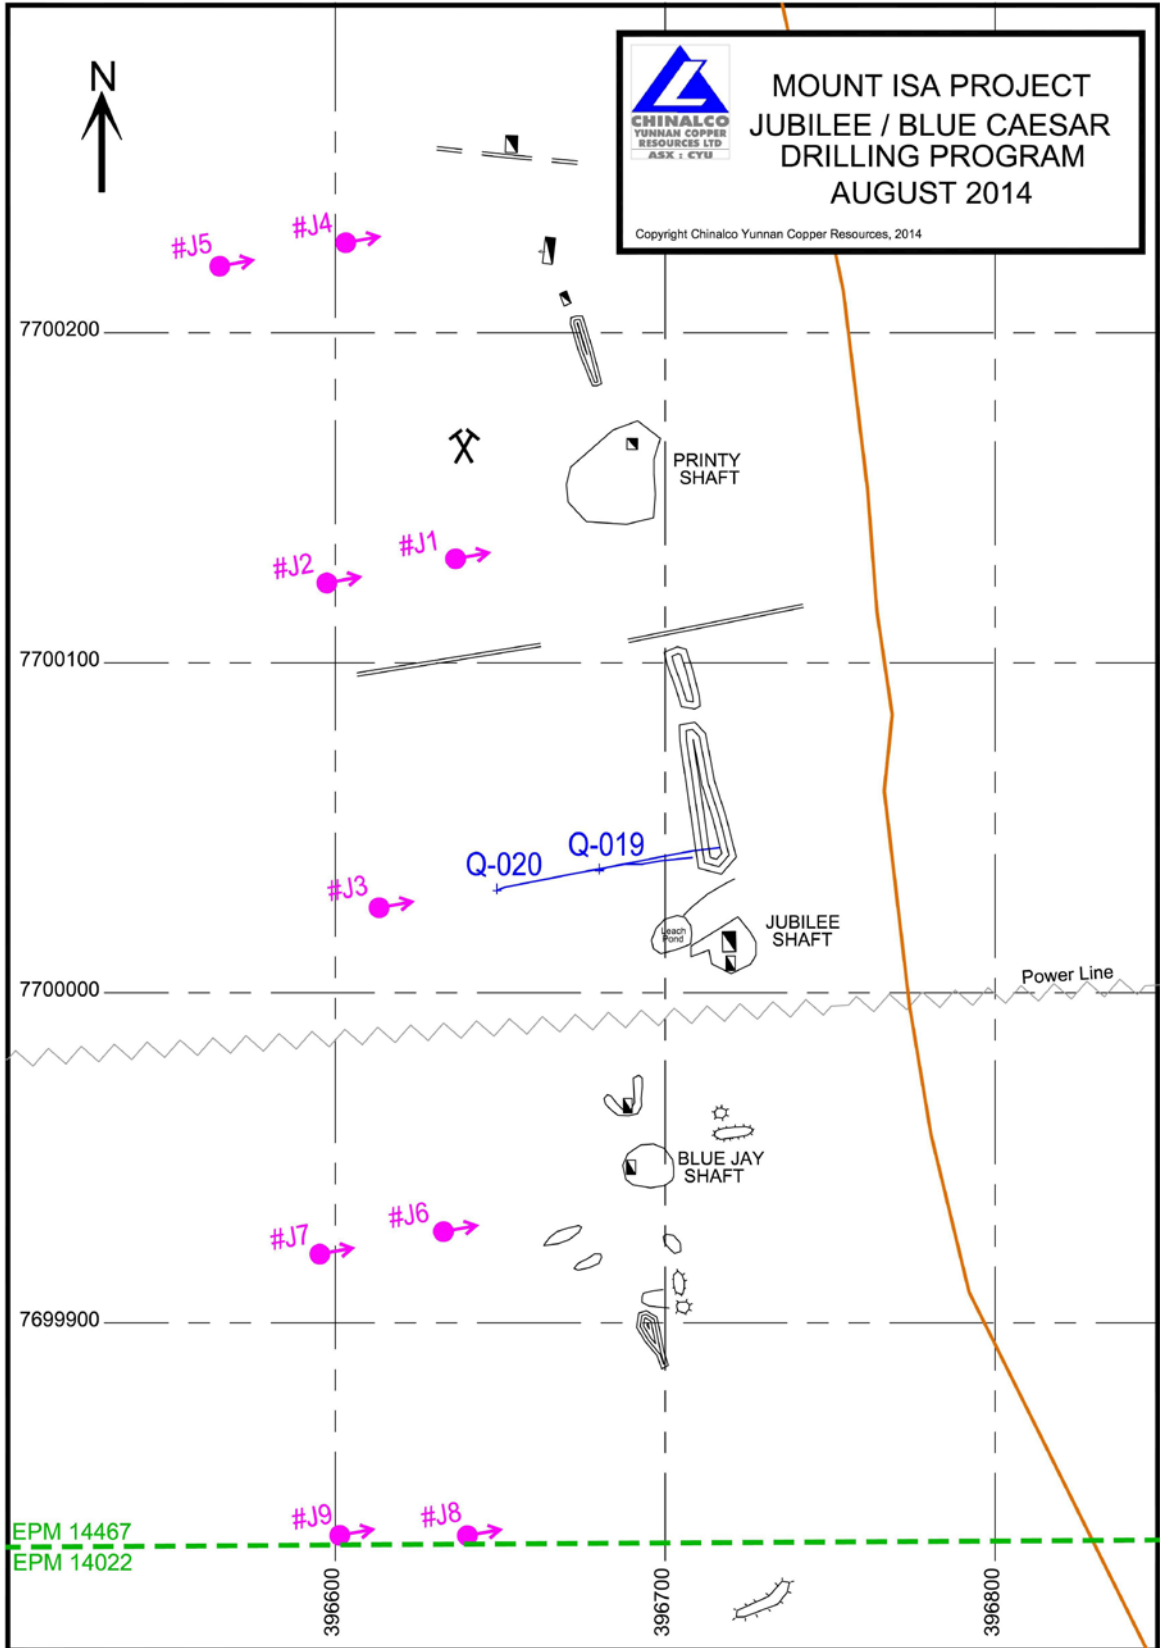 N
CHINALCO
YUNNAN COPPER
RESOURCES LTD
ASX : CYU
MOUNT ISA PROJECT
JUBILEE / BLUE CAESAR
DRILLING PROGRAM
AUGUST 2014
Copyright Chinalco Yunnan Copper Resources, 2014
#J5
#J4
7700200
PRINTY
SHAFT
#J2
#J1
7700100
Q-020
Q-019
#J3
Leach
Pond
JUBILEE
SHAFT
7700000
Power Line
BLUE JAY
SHAFT
#J7
#J6
7699900
#J9
#J8
EPM 14467
EPM 14022
396600
396700
396800